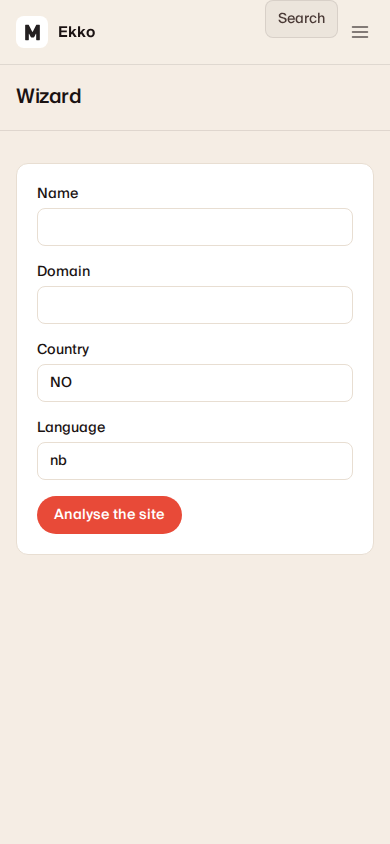 M Ekko
Search
Wizard
Name
Domain
Country
NO
Language
nb
Analyse the site